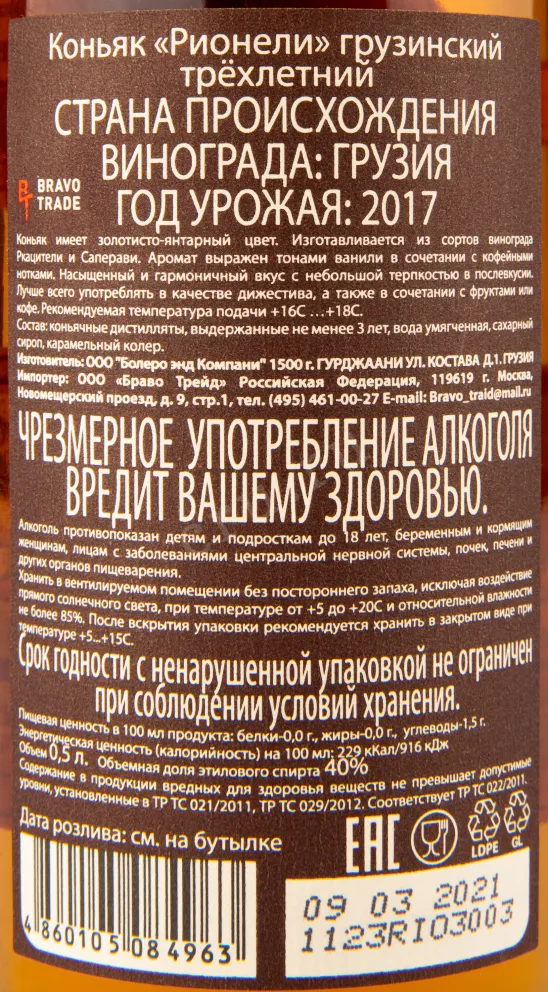 Коньяк «Рионели» грузинский
трёхлетний
СТРАНА ПРОИСХОЖДЕНИЯ
ВИНОГРАДА: ГРУЗИЯ
BRAVO
TRADE
ГОД УРОЖАЯ: 2017
Коньяк имеет золотисто-янтарный цвет. Изготавливается из сортов винограда
Ркацители и Саперави. Аромат выражен тонами ванили в сочетании с кофейными
нотками. Насыщенный и гармоничный вкус с небольшой терпкостью в послевкусии.
Лучше всего употреблять в качестве дижестива, а также в сочетании с фруктами или
кофе. Рекомендуемая температура подачи +16С ...+18С.
Состав: коньячные дистилляты, выдержанные не менее 3 лет, вода умягченная, сахарный
сироп, карамельный колер.
Изготовитель: ООО "Болеро энд Компани" 1500 г. ГУРДЖААНИ УЛ. КОСТАВА Д.1. ГРУЗИЯ
Импортер: ООО «Браво Трейд» Российская Федерация, 119619 г. Москва,
Новомещерский проезд, д. 9, стр.1, тел. (495) 461-00-27 E-mail: Bravo_traid@mail.ru
ЧРЕЗМЕРНОЕ УПОТРЕБЛЕНИЕ АЛКОГОЛЯ
ВРЕДИТ ВАШЕМУ ЗДОРОВЬЮ.
Алкоголь противопоказан детям и подросткам до 18 лет, беременным и кормящим
женщинам, лицам с заболеваниями центральной нервной системы, почек, печени и
других органов пищеварения.
Хранить в вентилируемом помещении без постороннего запаха, исключая воздействие
прямого солнечного света, при температуре от +5 до +20С и относительной влажности
не более 85%. После вскрытия упаковки рекомендуется хранить в закрытом виде при
температуре +5...+15С.
Срок годности с ненарушенной упаковкой не ограничен
при соблюдении условий хранения.
Пищевая ценность в 100 мл продукта: белки-0,0 г., жиры-0,0 г., углеводы-1,5 г.
Энергетическая ценность (калорийность) на 100 мл: 229 кКал/916 кДж
Объем 0,5 л. Объемная доля этилового спирта 40%
Содержание в продукции вредных для здоровья веществ не превышает допустимые
уровни, установленные в ТР ТС 021/2011, ТР ТС 029/2012. Соответствует ТР ТС 022/2011.
Дата розлива: см. на бутылке
EAC
LDPE
GL
4 860105 084963
09 03 2021
1123RIO3003